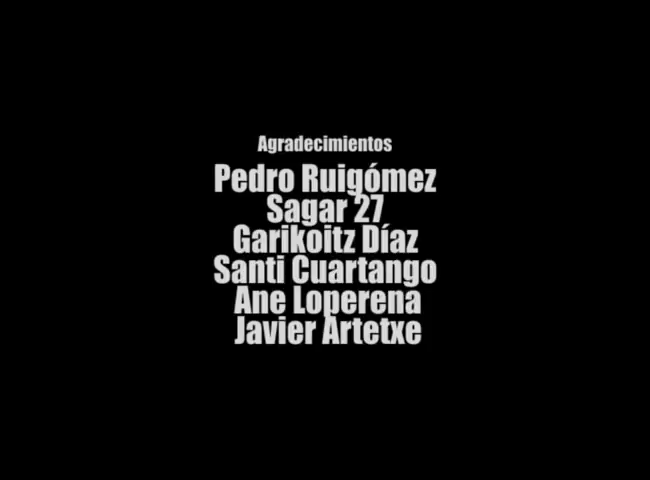 Agradecimientos
Pedro Ruigómez
Sagar 27
Garikoitz Díaz
Santi Cuartango
Ane Loperena
Javier Artetxe